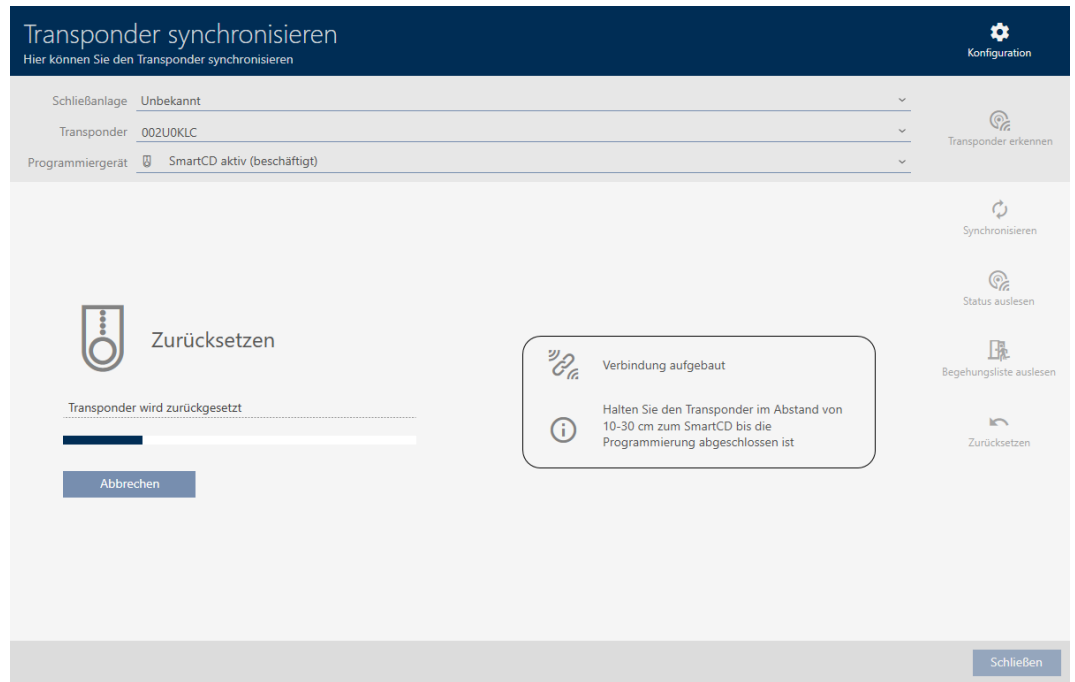 Transponder synchronisieren
Hier können Sie den Transponder synchronisieren
Konfiguration
Schließanlage Unbekannt
Transponder 002U0KLC
Programmiergerät SmartCD aktiv (beschäftigt)
Transponder erkennen
Synchronisieren
Status auslesen
Begehungsliste auslesen
Zurücksetzen
Zurücksetzen
Transponder wird zurückgesetzt
Abbrechen
Verbindung aufgebaut
Halten Sie den Transponder im Abstand von
10-30 cm zum SmartCD bis die
Programmierung abgeschlossen ist
Schließen